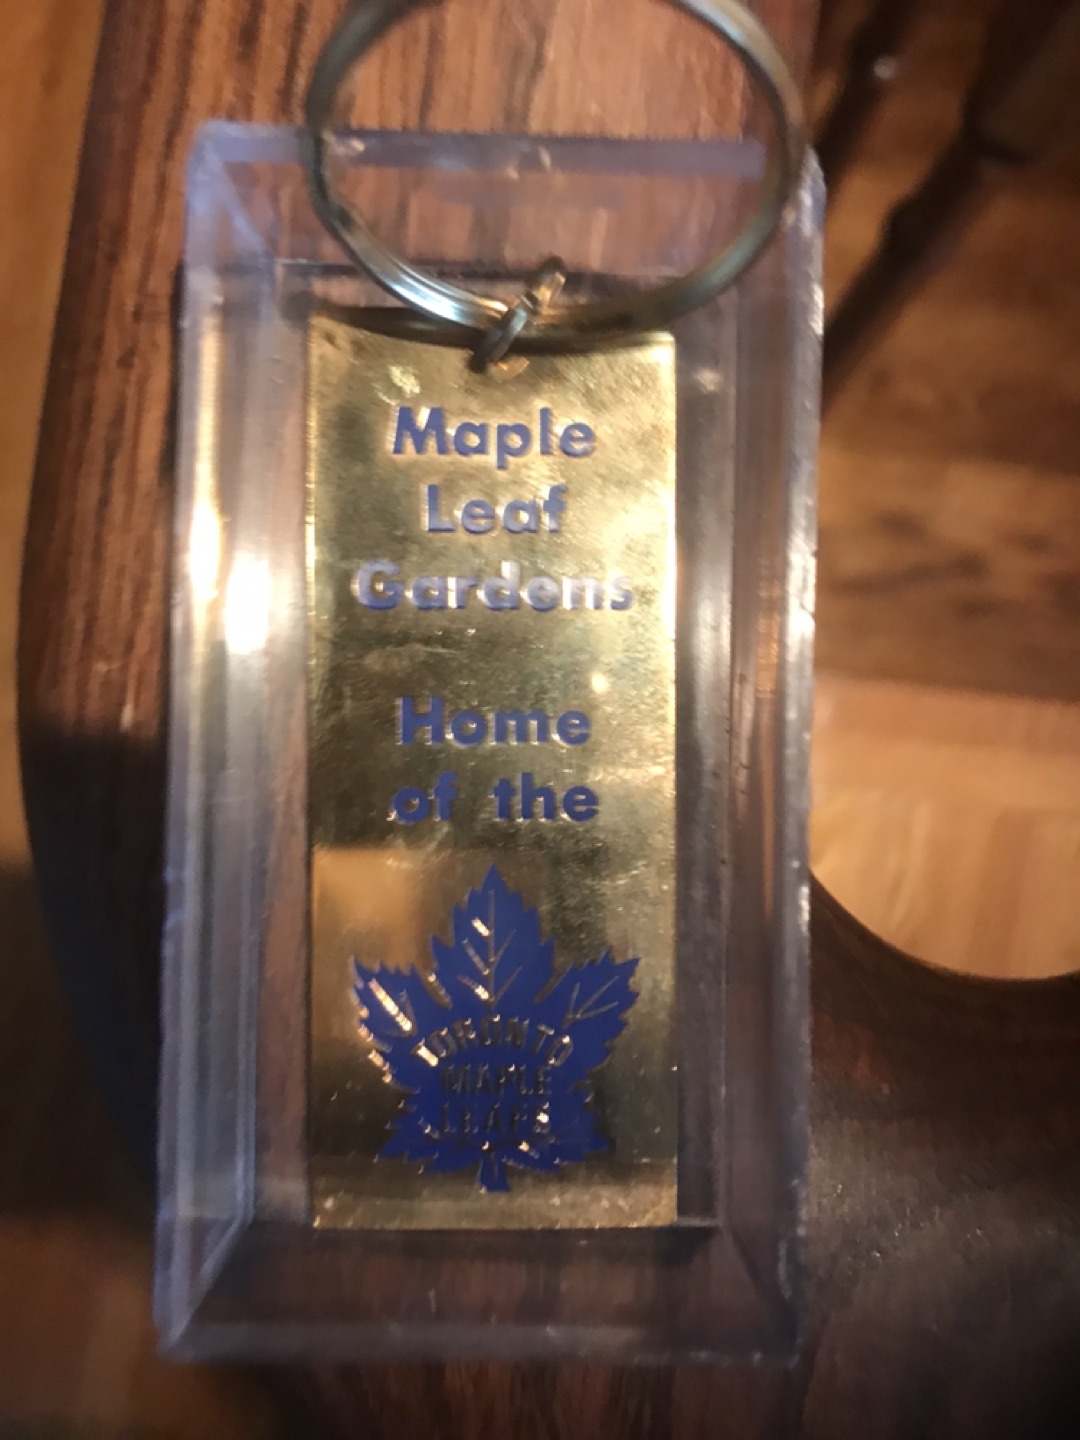 Maple
Leaf
Gardens
Home
of the
TORONTO
MAPLE
LEAFS